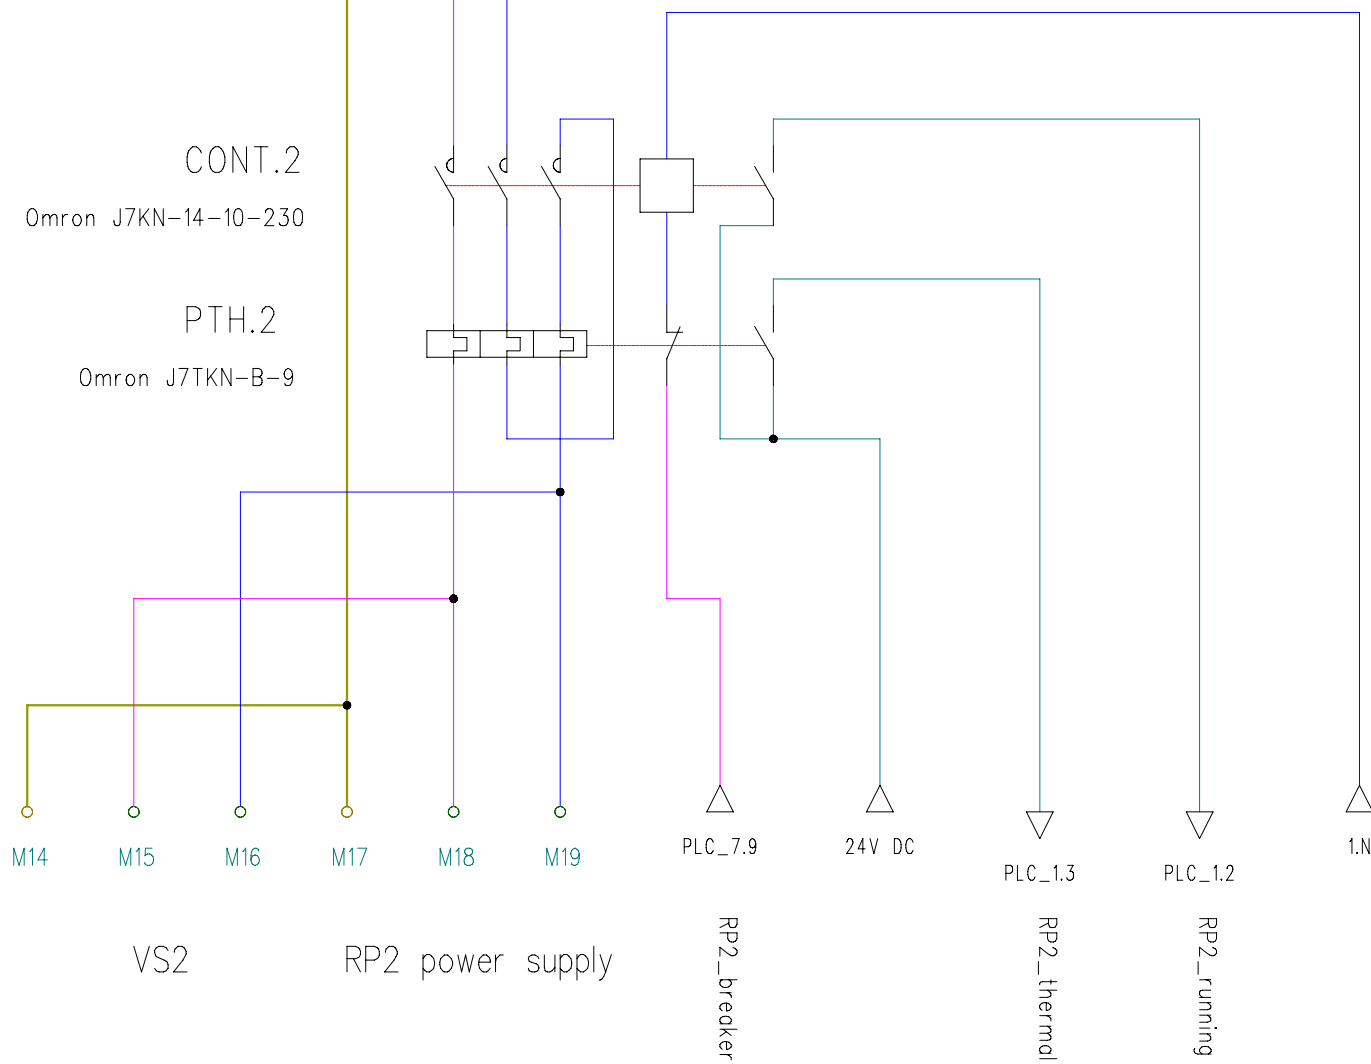 CONT.2
Omron J7KN-14-10-230
PTH.2
Omron J7TKN-B-9
M14
M15
M16
M17
M18
M19
PLC_7.9
24V DC
PLC_1.3
PLC_1.2
1.N
VS2
RP2 power supply
RP2_breaker
RP2_thermal
RP2_running